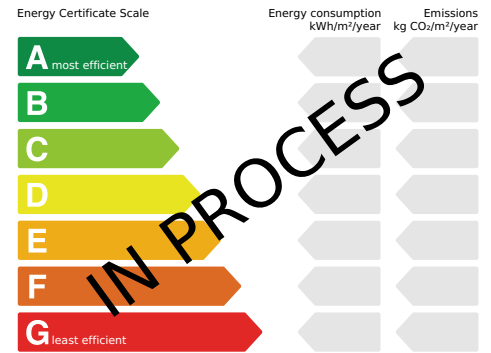 Energy Certificate Scale
Energy consumption
kWh/m²/year
Emissions
kg CO₂/m²/year
A most efficient
B
C
D
E
F
G least efficient
IN PROCESS